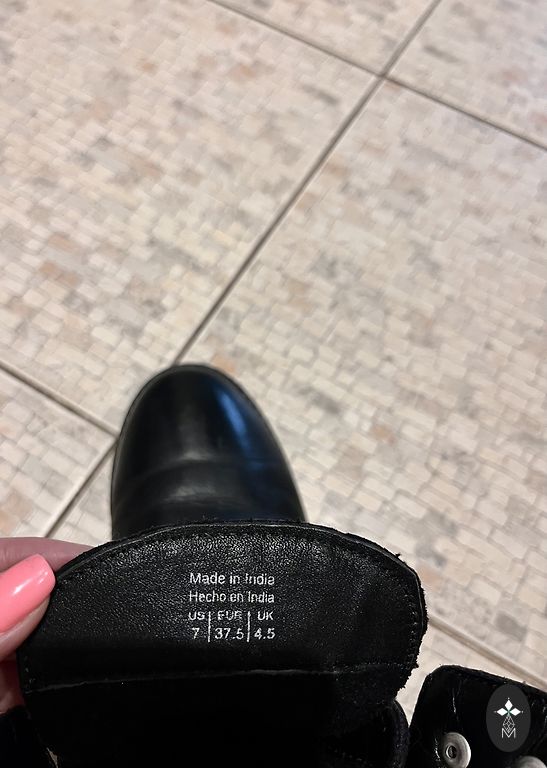 Made in India
Hecho en India
US | EUR | UK
7 | 37.5 | 4.5
M